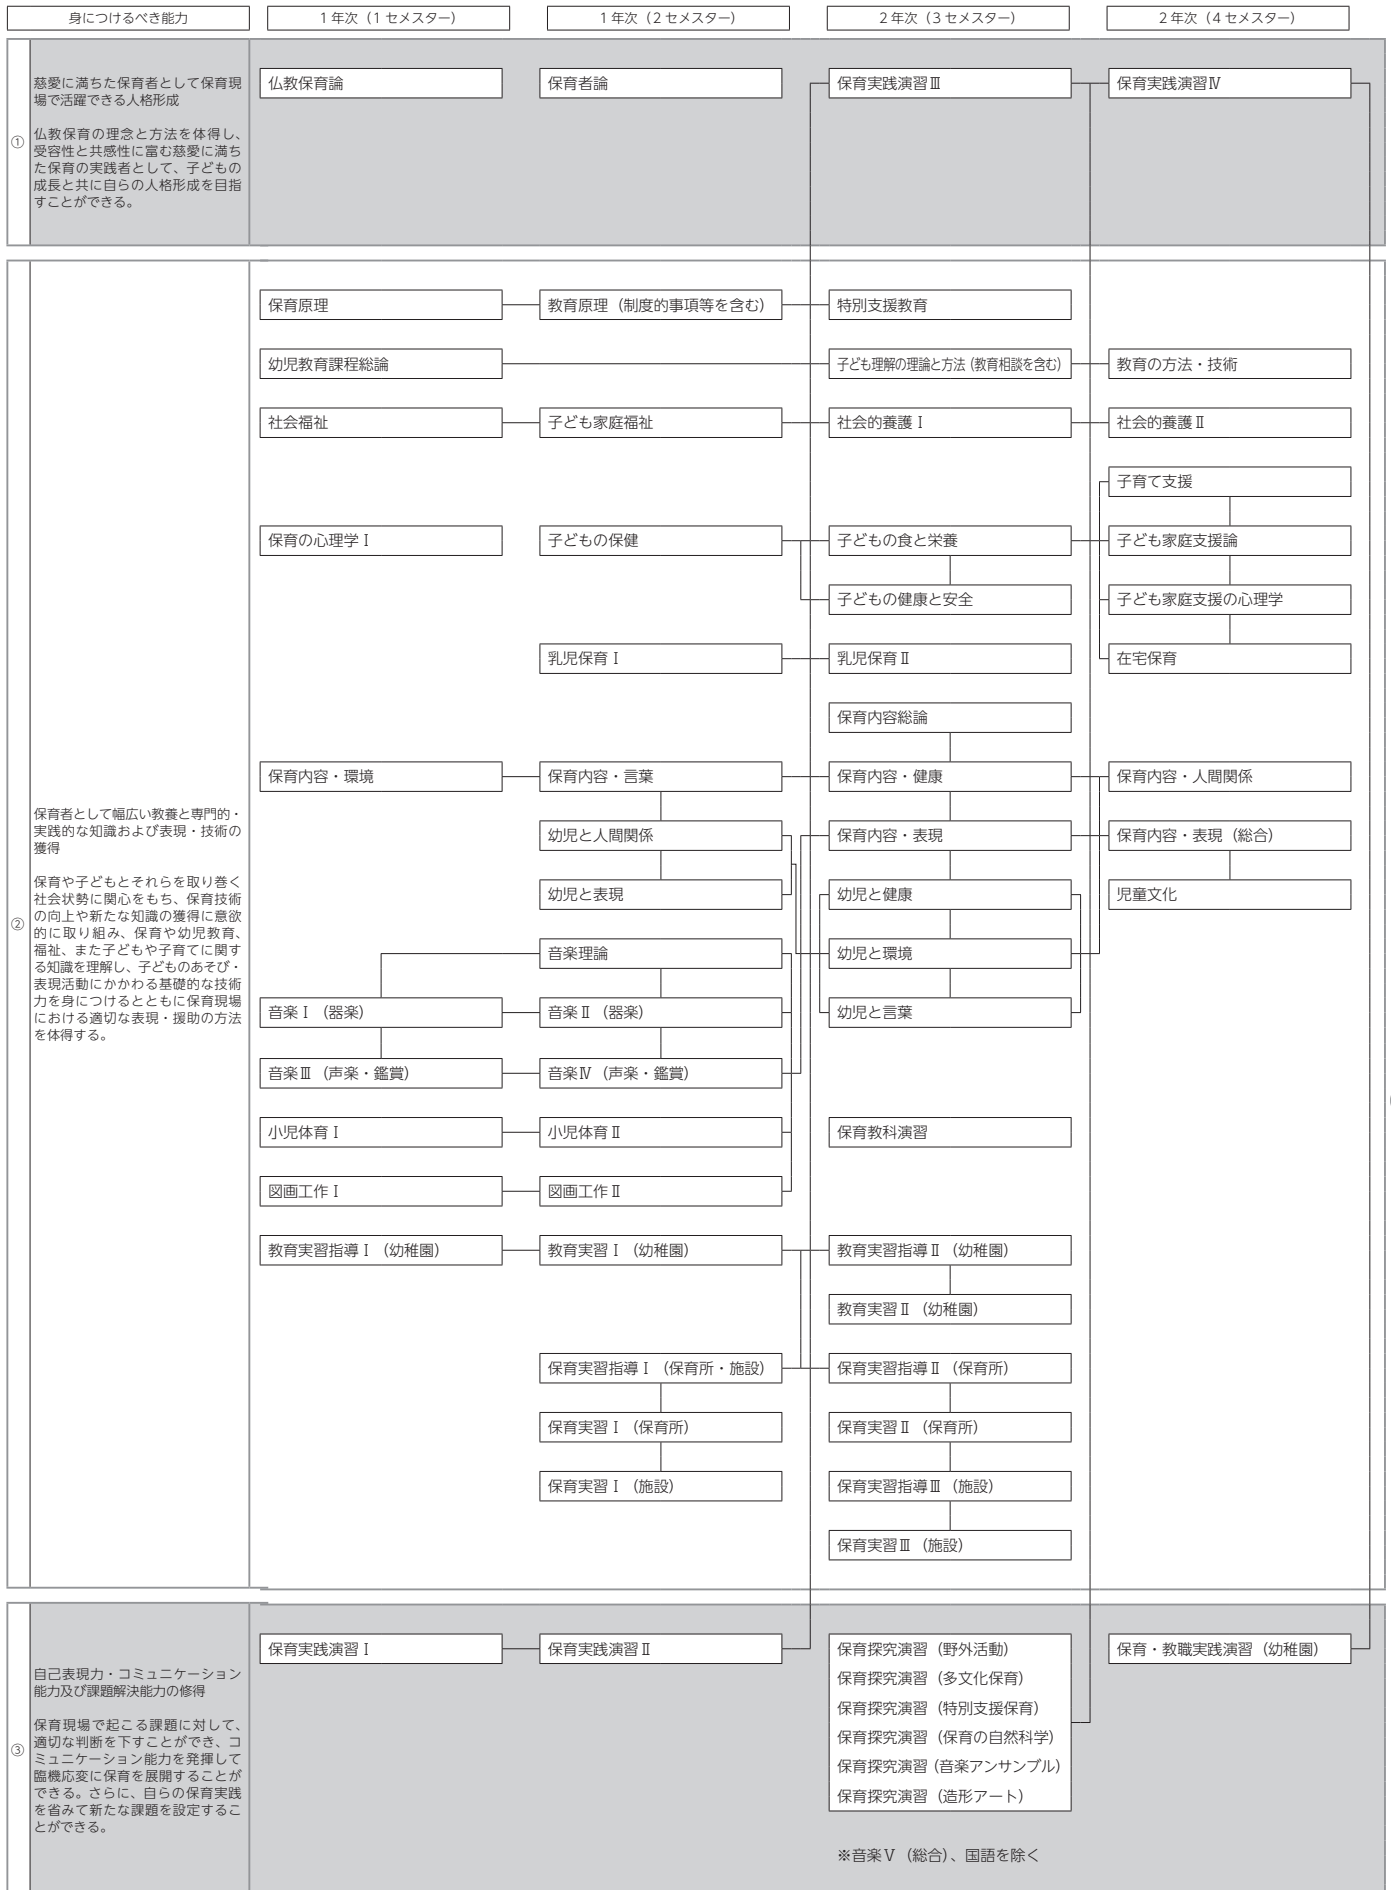 身につけるべき能力
1年次（1セメスター）
1年次（2セメスター）
2年次（3セメスター）
2年次（4セメスター）
①
慈愛に満ちた保育者として保育現
場で活躍できる人格形成
仏教保育の理念と方法を体得し、
受容性と共感性に富む慈愛に満ち
た保育の実践者として、子どもの
成長と共に自らの人格形成を目指
すことができる。
仏教保育論
保育者論
保育実践演習Ⅲ
保育実践演習Ⅳ
②
保育者として幅広い教養と専門的・
実践的な知識および表現・技術の
獲得
保育や子どもとそれらを取り巻く
社会状勢に関心をもち、保育技術
の向上や新たな知識の獲得に意欲
的に取り組み、保育や幼児教育、
福祉、また子どもや子育てに関す
る知識を理解し、子どものあそび・
表現活動にかかわる基礎的な技術
力を身につけるとともに保育現場
における適切な表現・援助の方法
を体得する。
保育原理
教育原理（制度的事項等を含む）
特別支援教育
幼児教育課程総論
子ども理解の理論と方法（教育相談を含む）
教育の方法・技術
社会福祉
子ども家庭福祉
社会的養護Ⅰ
社会的養護Ⅱ
子育て支援
保育の心理学Ⅰ
子どもの保健
子どもの食と栄養
子ども家庭支援論
子どもの健康と安全
子ども家庭支援の心理学
乳児保育Ⅰ
乳児保育Ⅱ
在宅保育
保育内容総論
保育内容・環境
保育内容・言葉
保育内容・健康
保育内容・人間関係
幼児と人間関係
保育内容・表現
保育内容・表現（総合）
幼児と表現
幼児と健康
児童文化
音楽理論
幼児と環境
音楽Ⅰ（器楽）
音楽Ⅱ（器楽）
幼児と言葉
音楽Ⅲ（声楽・鑑賞）
音楽Ⅳ（声楽・鑑賞）
小児体育Ⅰ
小児体育Ⅱ
保育教科演習
図画工作Ⅰ
図画工作Ⅱ
教育実習指導Ⅰ（幼稚園）
教育実習Ⅰ（幼稚園）
教育実習指導Ⅱ（幼稚園）
教育実習Ⅱ（幼稚園）
保育実習指導Ⅰ（保育所・施設）
保育実習指導Ⅱ（保育所）
保育実習Ⅰ（保育所）
保育実習Ⅱ（保育所）
保育実習Ⅰ（施設）
保育実習指導Ⅲ（施設）
保育実習Ⅲ（施設）
③
自己表現力・コミュニケーション
能力及び課題解決能力の修得
保育現場で起こる課題に対して、
適切な判断を下すことができ、コ
ミュニケーション能力を発揮して
臨機応変に保育を展開することが
できる。さらに、自らの保育実践
を省みて新たな課題を設定するこ
とができる。
保育実践演習Ⅰ
保育実践演習Ⅱ
保育探究演習（野外活動）
保育探究演習（多文化保育）
保育探究演習（特別支援保育）
保育探究演習（保育の自然科学）
保育探究演習（音楽アンサンブル）
保育探究演習（造形アート）
保育・教職実践演習（幼稚園）
※音楽Ⅴ（総合）、国語を除く